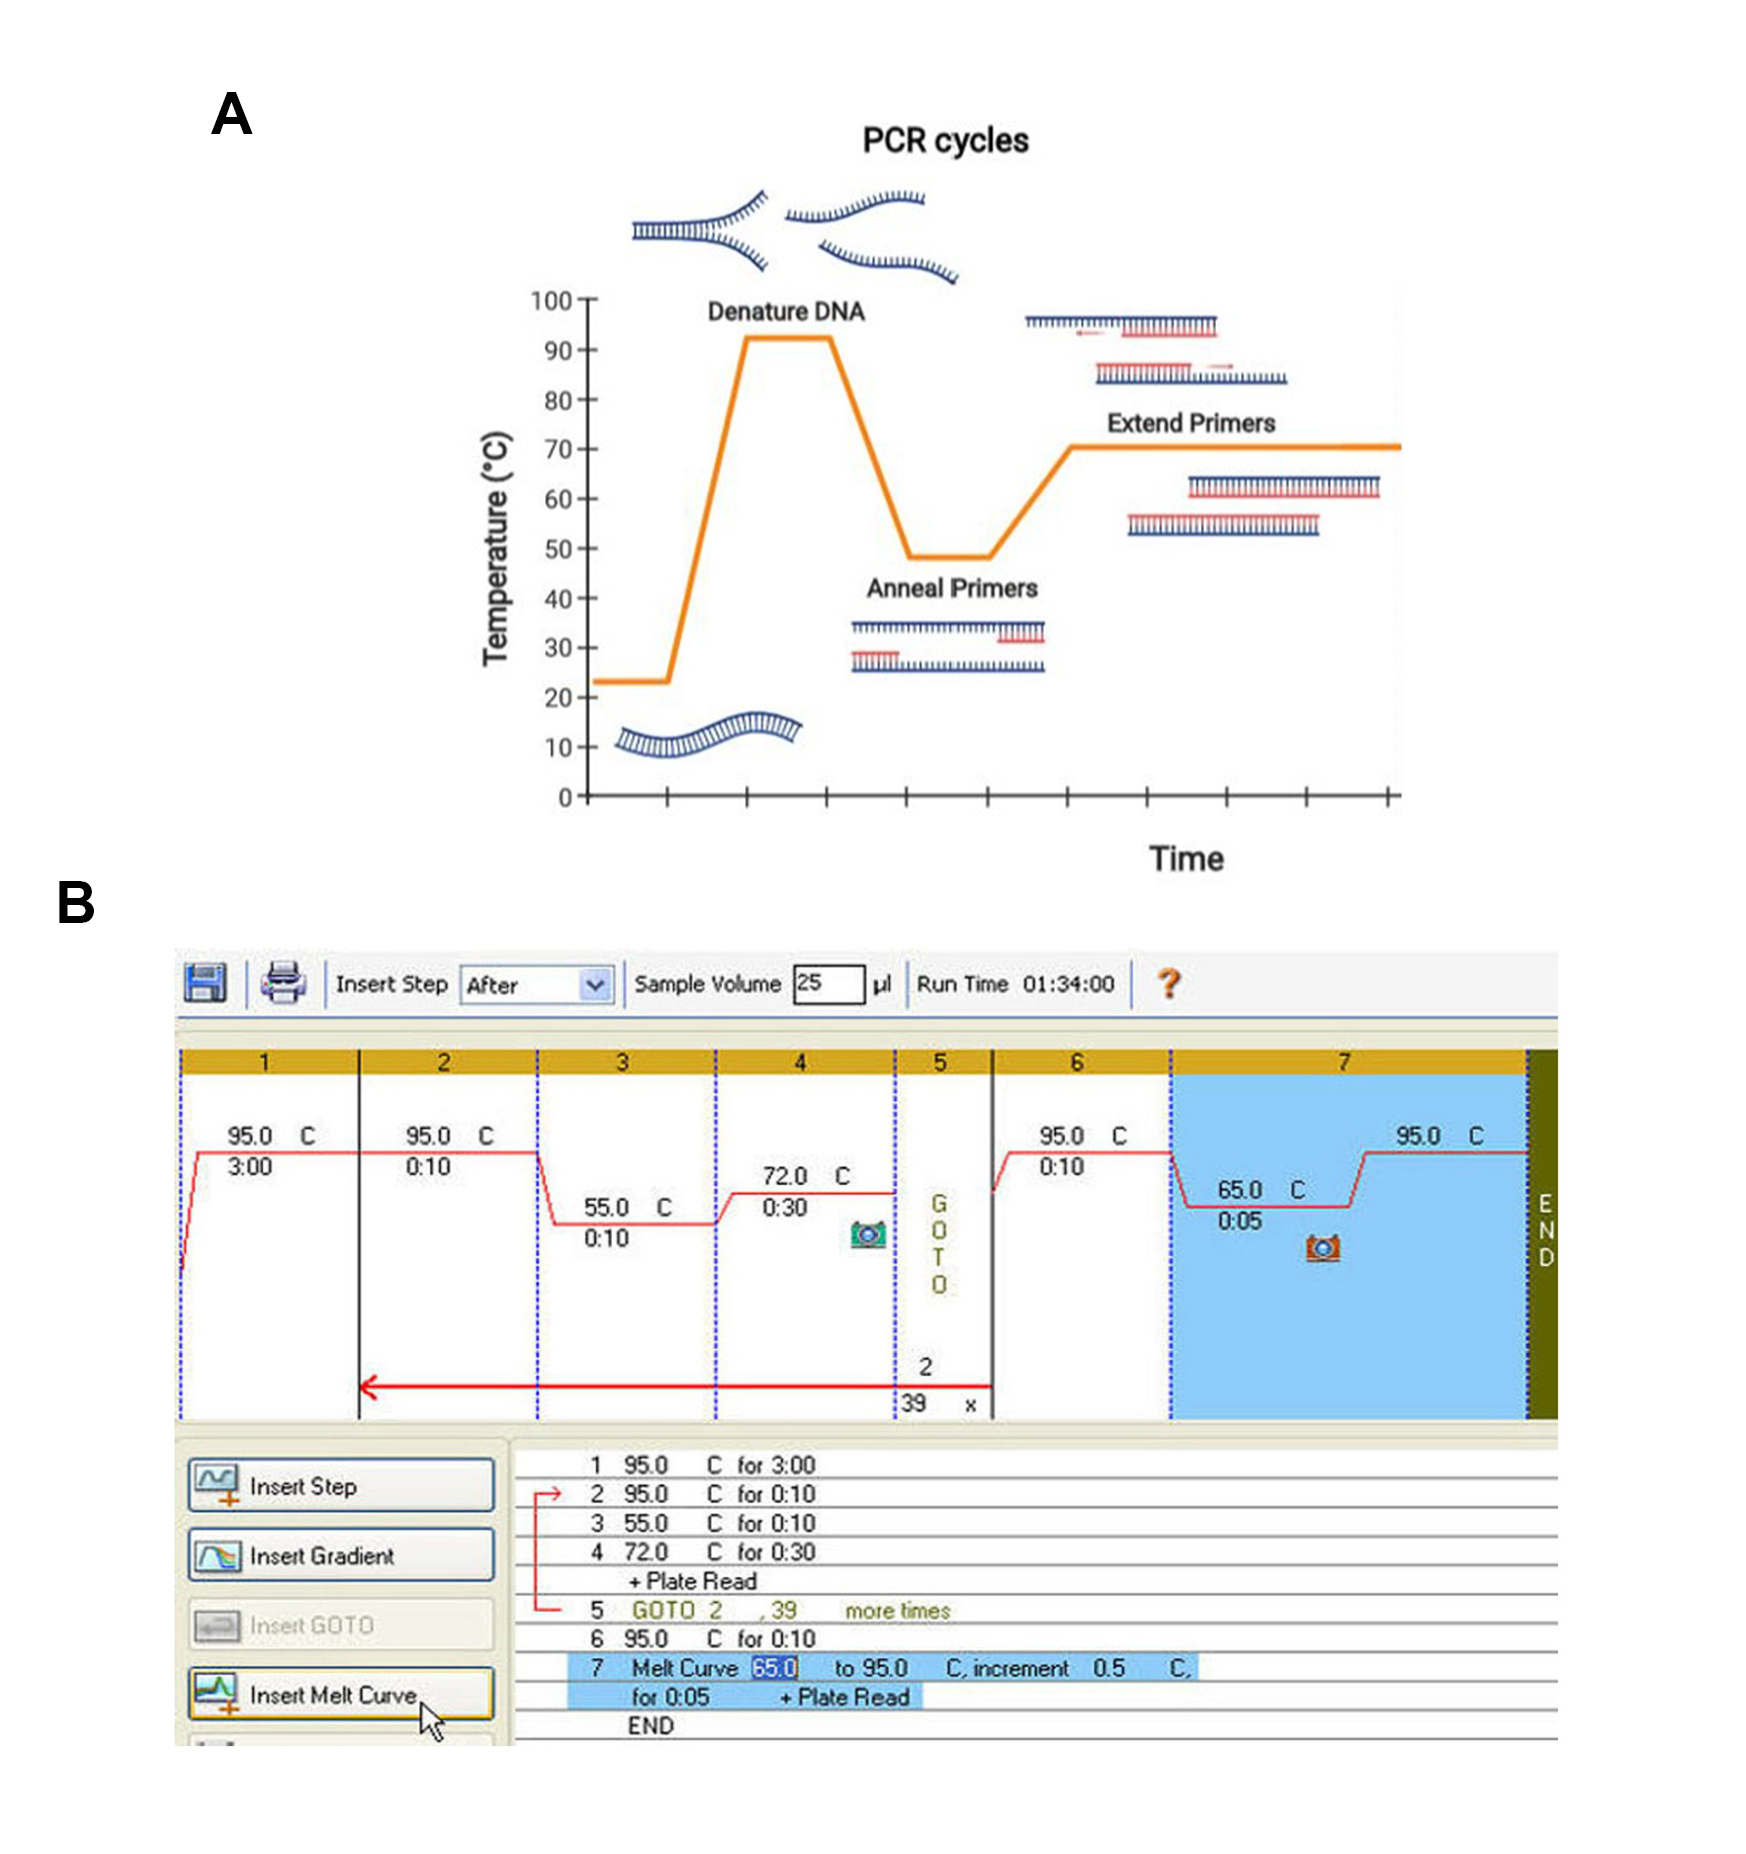 A
PCR cycles
100
Denature DNA
90
80
Extend Primers
70
60
50
Anneal Primers
40
30
20
10
0
Temperature (°C)
Time
B
Insert Step After Sample Volume 25 µl Run Time 01:34:00 ?
1 2 3 4 5 6 7
95.0 C 95.0 C 95.0 C 95.0 C
3:00 0:10 0:10
72.0 C
0:30
65.0 C
0:05
55.0 C
0:10
GOTO
END
2
39 x
Insert Step
Insert Gradient
Insert GOTO
Insert Melt Curve
1 95.0 C for 3:00
2 95.0 C for 0:10
3 55.0 C for 0:10
4 72.0 C for 0:30
+ Plate Read
5 GOTO 2 , 39 more times
6 95.0 C for 0:10
7 Melt Curve 65.0 to 95.0 C, increment 0.5 C,
for 0:05 + Plate Read
END